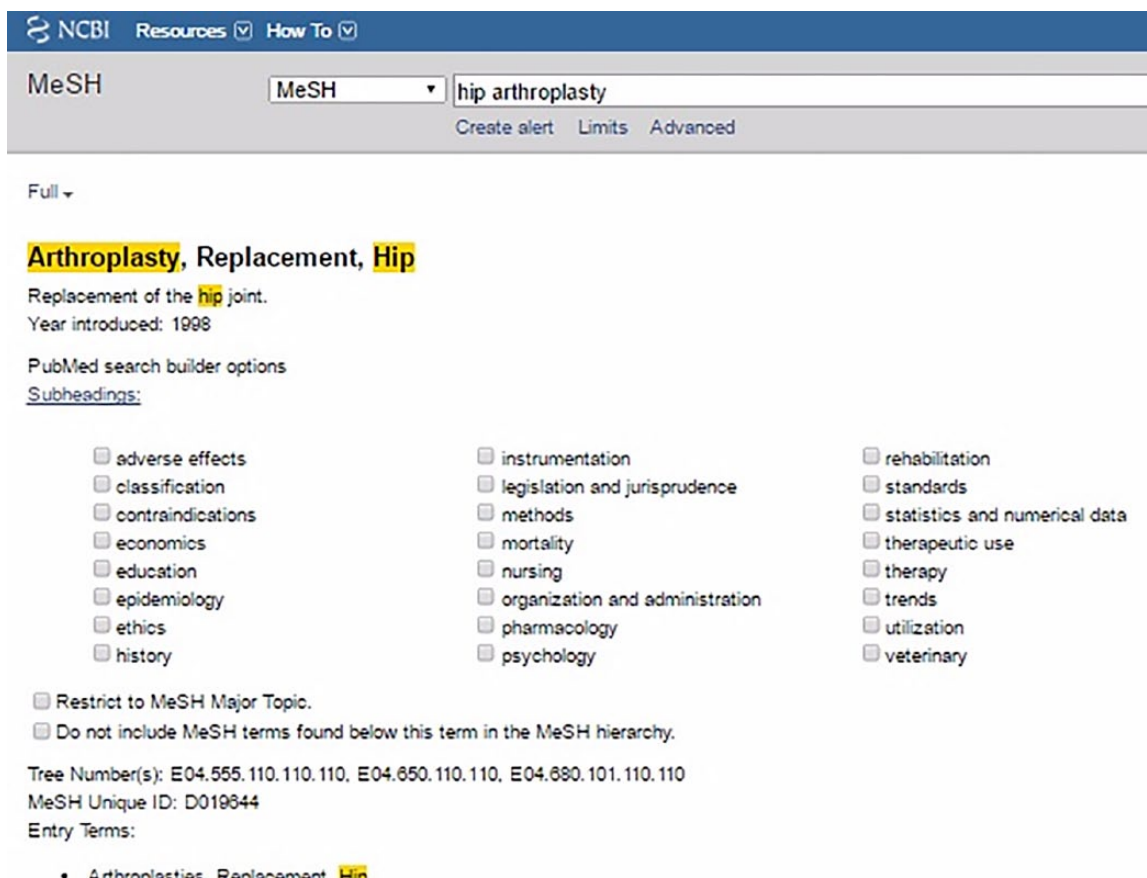 NCBI Resources How To
MeSH MeSH hip arthroplasty
Create alert Limits Advanced
Full
Arthroplasty, Replacement, Hip
Replacement of the hip joint.
Year introduced: 1998
PubMed search builder options
Subheadings:
adverse effects instrumentation rehabilitation
classification legislation and jurisprudence standards
contraindications methods statistics and numerical data
economics mortality therapeutic use
education nursing therapy
epidemiology organization and administration trends
ethics pharmacology utilization
history psychology veterinary
Restrict to MeSH Major Topic.
Do not include MeSH terms found below this term in the MeSH hierarchy.
Tree Number(s): E04.555.110.110.110, E04.650.110.110, E04.680.101.110.110
MeSH Unique ID: D019644
Entry Terms:
• Arthroplasties, Replacement, Hip